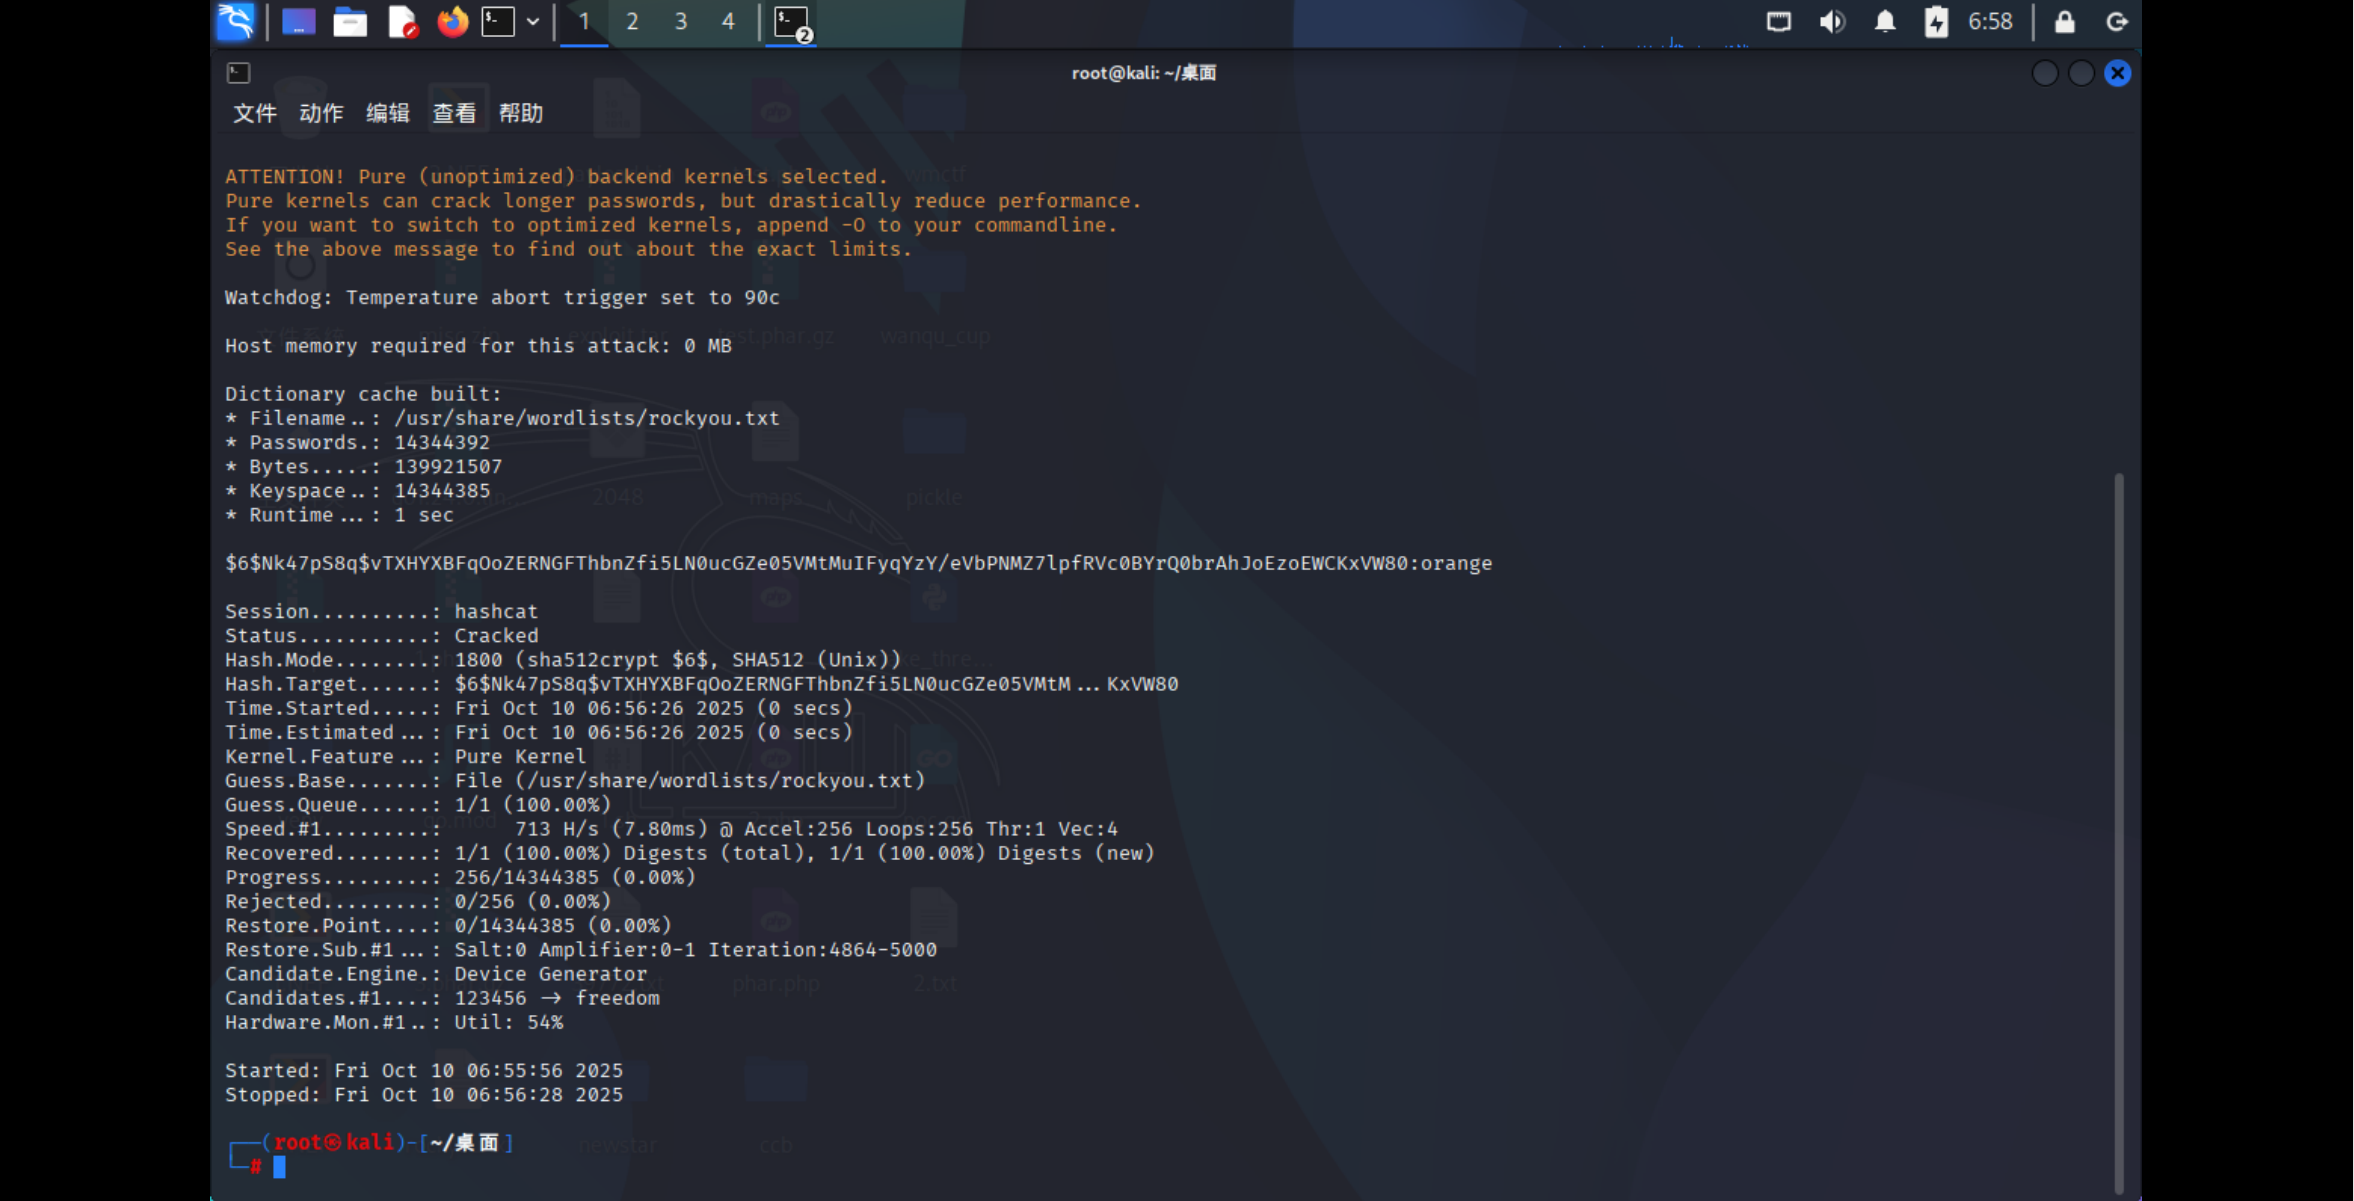 1 2 3 4 2 6:58
root@kali: ~/桌面
文件 动作 编辑 查看 帮助
ATTENTION! Pure (unoptimized) backend kernels selected.
Pure kernels can crack longer passwords, but drastically reduce performance.
If you want to switch to optimized kernels, append -O to your commandline.
See the above message to find out about the exact limits.
Watchdog: Temperature abort trigger set to 90c
Host memory required for this attack: 0 MB
Dictionary cache built:
* Filename..: /usr/share/wordlists/rockyou.txt
* Passwords.: 14344392
* Bytes.....: 139921507
* Keyspace..: 14344385
* Runtime...: 1 sec
$6$Nk47pS8q$vTXHYXBFqOoZERNGFThbnZfi5LN0ucGZe05VMtMuIFyqYzY/eVbPNMZ7lpfRVc0BYrQ0brAhJoEzoEWCKxVW80:orange
Session..........: hashcat
Status...........: Cracked
Hash.Mode........: 1800 (sha512crypt $6$, SHA512 (Unix))
Hash.Target......: $6$Nk47pS8q$vTXHYXBFqOoZERNGFThbnZfi5LN0ucGZe05VMtM...KxVW80
Time.Started.....: Fri Oct 10 06:56:26 2025 (0 secs)
Time.Estimated...: Fri Oct 10 06:56:26 2025 (0 secs)
Kernel.Feature...: Pure Kernel
Guess.Base.......: File (/usr/share/wordlists/rockyou.txt)
Guess.Queue......: 1/1 (100.00%)
Speed.#1.........:      713 H/s (7.80ms) @ Accel:256 Loops:256 Thr:1 Vec:4
Recovered........: 1/1 (100.00%) Digests (total), 1/1 (100.00%) Digests (new)
Progress.........: 256/14344385 (0.00%)
Rejected.........: 0/256 (0.00%)
Restore.Point....: 0/14344385 (0.00%)
Restore.Sub.#1...: Salt:0 Amplifier:0-1 Iteration:4864-5000
Candidate.Engine.: Device Generator
Candidates.#1....: 123456 → freedom
Hardware.Mon.#1..: Util: 54%
Started: Fri Oct 10 06:55:56 2025
Stopped: Fri Oct 10 06:56:28 2025
┌──(root㉿kali)-[~/桌面]
└─#